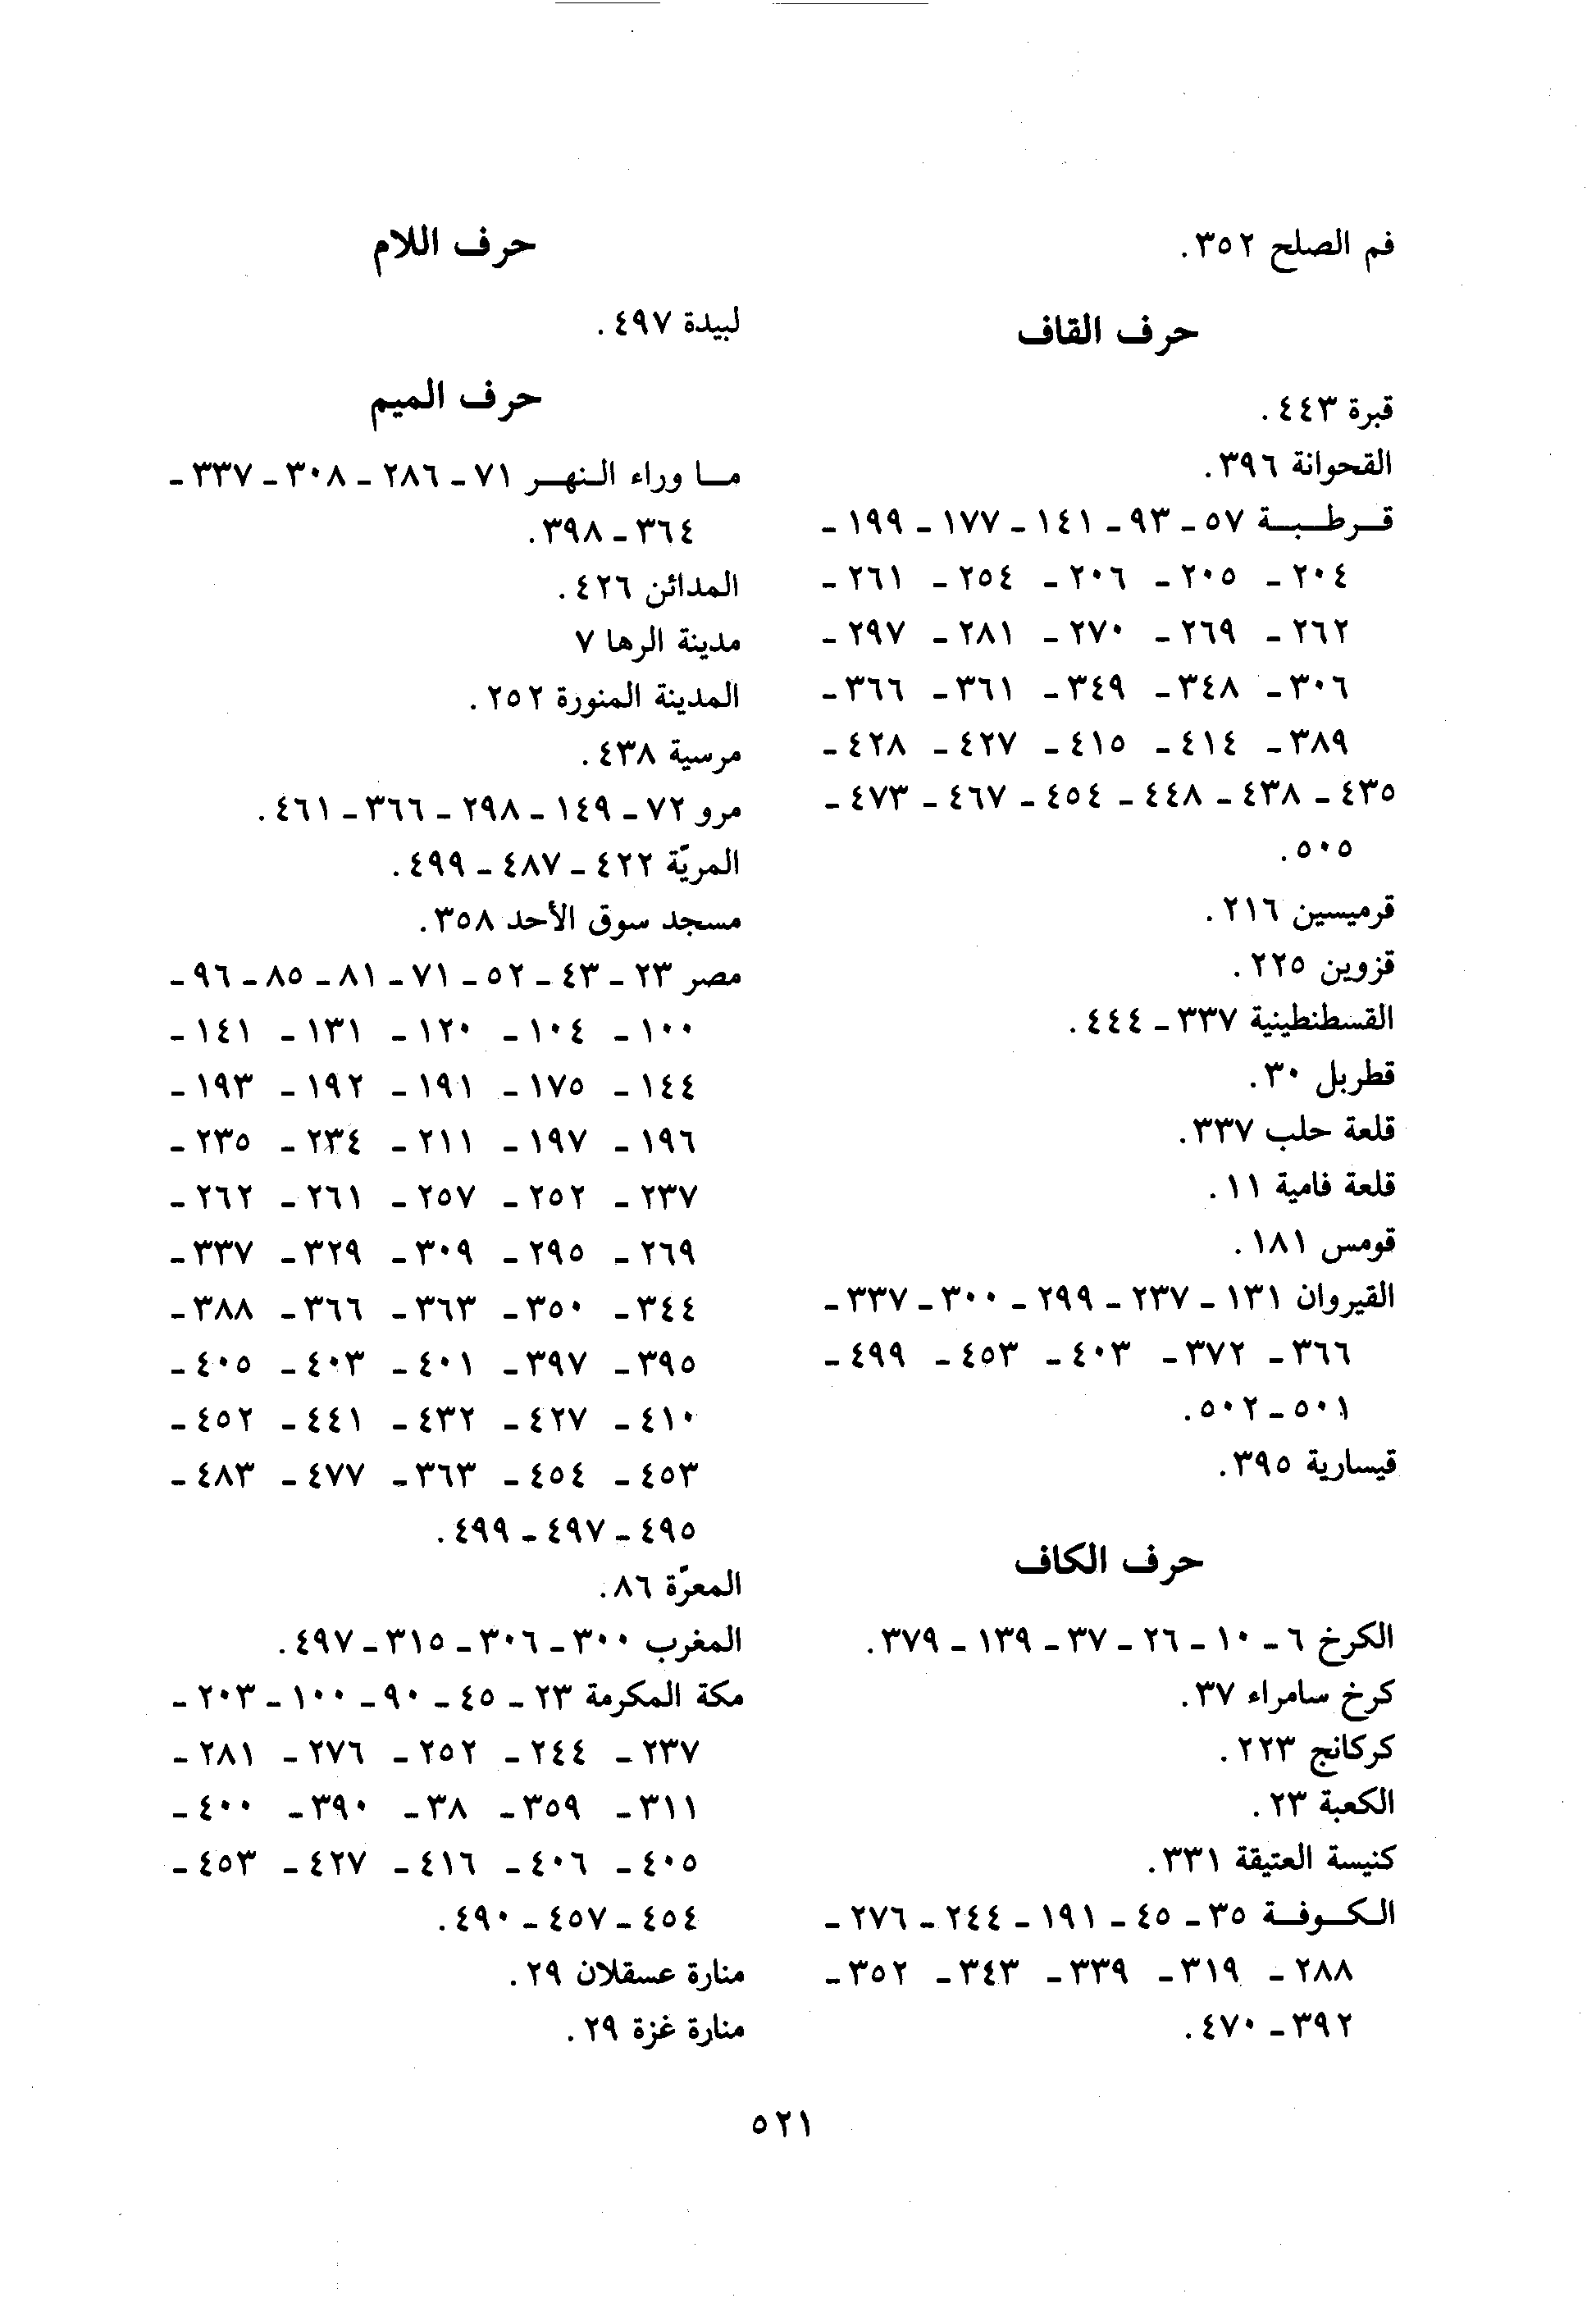 فم الصلح ٣٥٢.
حرف القاف
قبرة ٤٤٣.
القحوانة ٣٩٦.
قرطبة ٥٧ ـ ٩٣ ـ ١٤١ ـ ١٧٧ ـ ١٩٩ ـ
٢٠٤ ـ ٢٠٥ ـ ٢٠٦ ـ ٢٥٤ ـ ٢٦١ ـ
٢٦٢ ـ ٢٦٩ ـ ٢٧٠ ـ ٢٨١ ـ ٢٩٧ ـ
٣٠٦ ـ ٣٤٨ ـ ٣٤٩ ـ ٣٦١ ـ ٣٦٦ ـ
٣٨٩ ـ ٤١٤ ـ ٤١٥ ـ ٤٢٧ ـ ٤٢٨ ـ
٤٣٥ ـ ٤٣٨ ـ ٤٤٨ ـ ٤٥٤ ـ ٤٦٧ ـ ٤٧٣ ـ
٥٠٥.
قرميسين ٢١٦.
قزوين ٢٢٥.
القسطنطينية ٣٣٧ ـ ٤٤٤.
قطربل ٣٠.
قلعة حلب ٣٣٧.
قلعة فامية ١١.
قومس ١٨١.
القيروان ١٣١ ـ ٢٣٧ ـ ٢٩٩ ـ ٣٠٠ ـ ٣٣٧ ـ
٣٦٦ ـ ٣٧٢ ـ ٤٠٣ ـ ٤٥٣ ـ ٤٩٩ ـ
٥٠١ ـ ٥٠٢.
قيسارية ٣٩٥.
حرف الكاف
الكرخ ٦ ـ ١٠ ـ ٢٦ ـ ٣٧ ـ ١٣٩ ـ ٣٧٩.
كرخ سامراء ٣٧.
كركانج ٢٢٣.
الكعبة ٢٣.
كنيسة العتيقة ٣٣١.
الكوفة ٣٥ ـ ٤٥ ـ ١٩١ ـ ٢٤٤ ـ ٢٧٦ ـ
٢٨٨ ـ ٣١٩ ـ ٣٣٩ ـ ٣٤٣ ـ ٣٥٢ ـ
٣٩٢ ـ ٤٧٠.
حرف اللام
لبيدة ٤٩٧.
حرف الميم
ما وراء النهر ٧١ ـ ٢٨٦ ـ ٣٠٨ ـ ٣٣٧ ـ
٣٦٤ ـ ٣٩٨.
المدائن ٤٢٦.
مدينة الرها ٧
المدينة المنورة ٢٥٢.
مرسية ٤٣٨.
مرو ٧٢ ـ ١٤٩ ـ ٢٩٨ ـ ٣٦٦ ـ ٤٦١.
المريّة ٤٢٢ ـ ٤٨٧ ـ ٤٩٩.
مسجد سوق الأحد ٣٥٨.
مصر ٢٣ ـ ٤٣ ـ ٥٢ ـ ٧١ ـ ٨١ ـ ٨٥ ـ ٩٦ ـ
١٠٠ ـ ١٠٤ ـ ١٢٠ ـ ١٣١ ـ ١٤١ ـ
١٤٤ ـ ١٧٥ ـ ١٩١ ـ ١٩٢ ـ ١٩٣ ـ
١٩٦ ـ ١٩٧ ـ ٢١١ ـ ٢٣٤ ـ ٢٣٥ ـ
٢٣٧ ـ ٢٥٢ ـ ٢٥٧ ـ ٢٦١ ـ ٢٦٢ ـ
٢٦٩ ـ ٢٩٥ ـ ٣٠٩ ـ ٣٢٩ ـ ٣٣٧ ـ
٣٤٤ ـ ٣٥٠ ـ ٣٦٣ ـ ٣٦٦ ـ ٣٨٨ ـ
٣٩٥ ـ ٣٩٧ ـ ٤٠١ ـ ٤٠٣ ـ ٤٠٥ ـ
٤١٠ ـ ٤٢٧ ـ ٤٣٢ ـ ٤٤١ ـ ٤٥٢ ـ
٤٥٣ ـ ٤٥٤ ـ ٣٦٣ ـ ٤٧٧ ـ ٤٨٣ ـ
٤٩٥ ـ ٤٩٧ ـ ٤٩٩.
المعرّة ٨٦.
المغرب ٣٠٠ ـ ٣٠٦ ـ ٣١٥ ـ ٤٩٧.
مكة المكرمة ٢٣ ـ ٤٥ ـ ٩٠ ـ ١٠٠ ـ ٢٠٣ ـ
٢٣٧ ـ ٢٤٤ ـ ٢٥٢ ـ ٢٧٦ ـ ٢٨١ ـ
٣١١ ـ ٣٥٩ ـ ٣٨ ـ ٣٩٠ ـ ٤٠٠ ـ
٤٠٥ ـ ٤٠٦ ـ ٤١٦ ـ ٤٢٧ ـ ٤٥٣ ـ
٤٥٤ ـ ٤٥٧ ـ ٤٩٠.
منارة عسقلان ٢٩.
منارة غزة ٢٩.
٥٢١